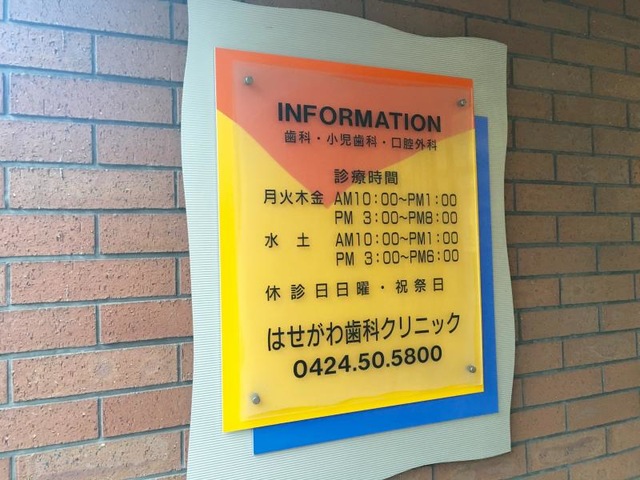 INFORMATION
歯科・小児歯科・口腔外科
診療時間
月火木金 AM10:00~PM1:00
PM 3:00~PM8:00
水 土 AM10:00~PM1:00
PM 3:00~PM6:00
休診日日曜・祝祭日
はせがわ歯科クリニック
0424.50.5800